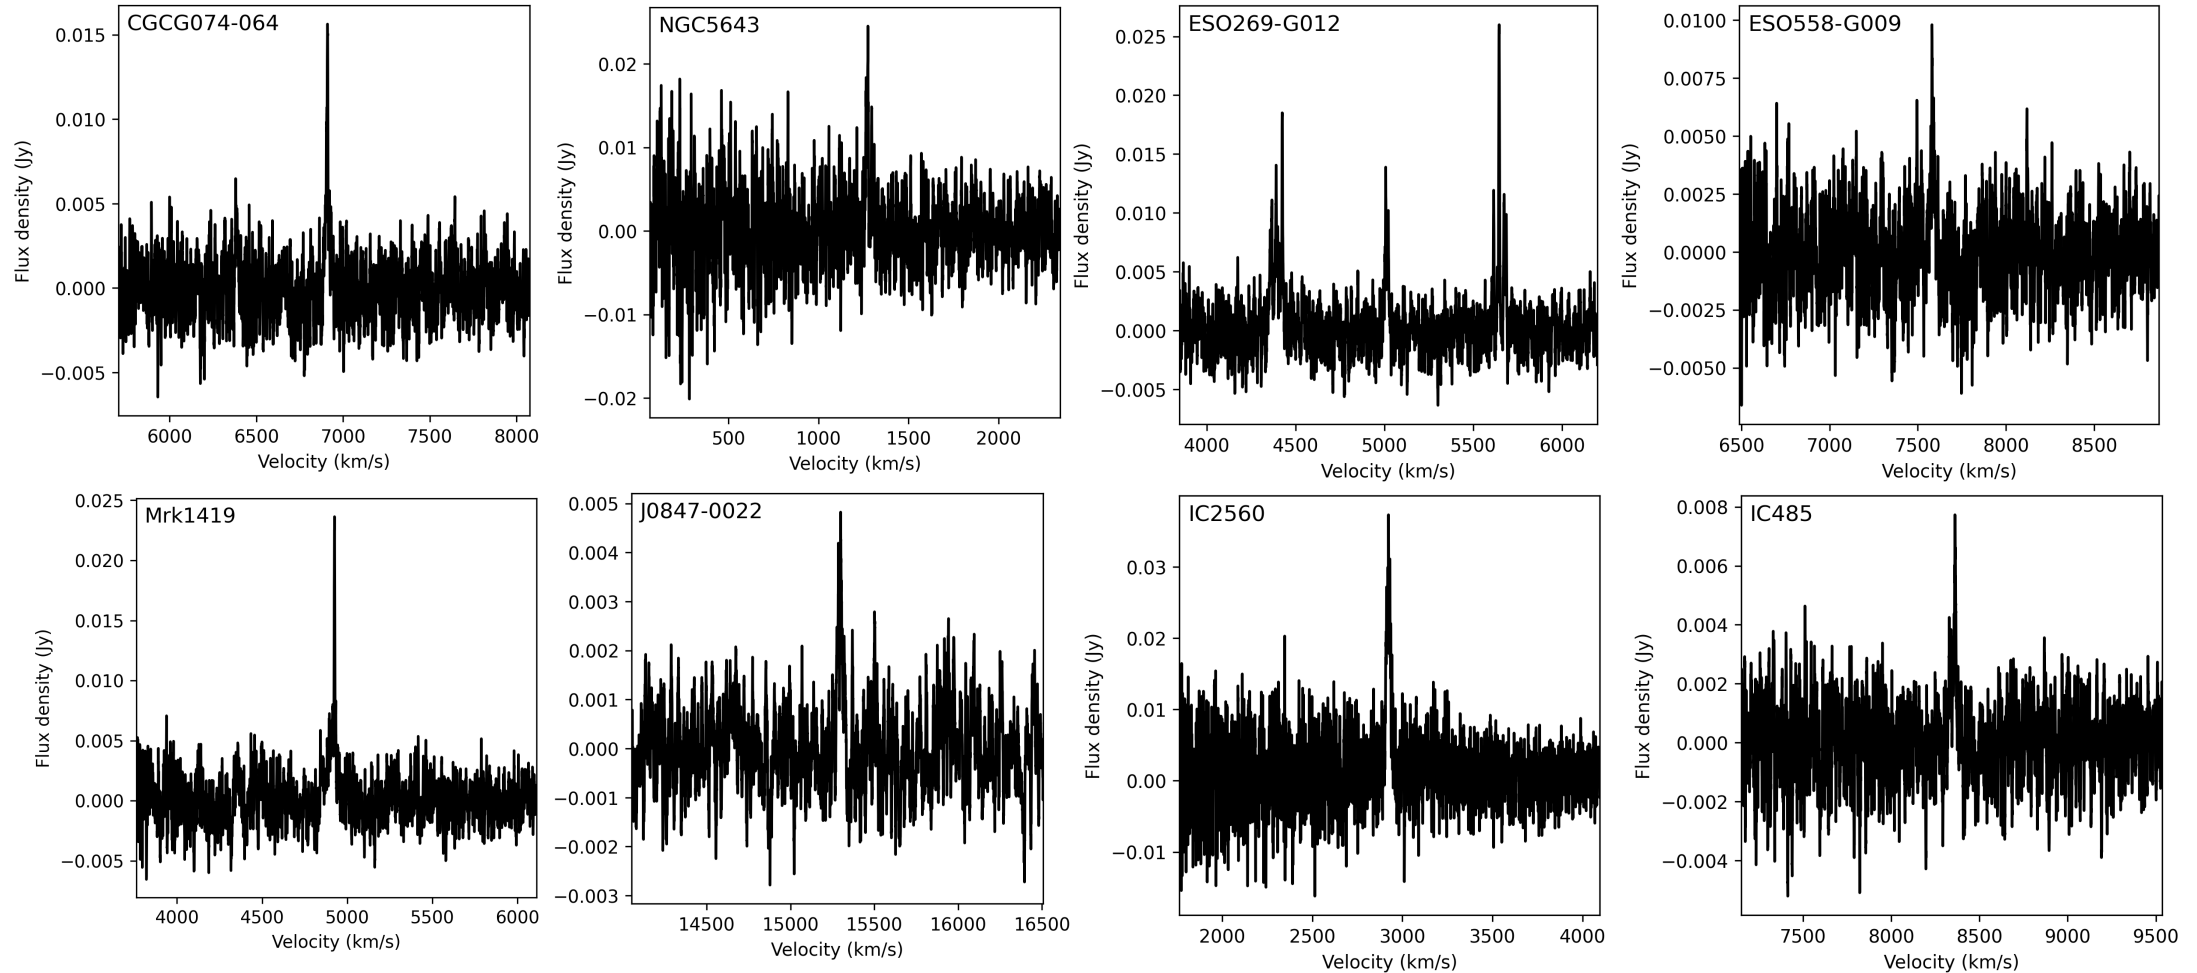 CGCG074-064
0.015
0.010
0.005
0.000
−0.005
Flux density (Jy)
6000 6500 7000 7500 8000
Velocity (km/s)
NGC5643
0.02
0.01
0.00
−0.01
−0.02
Flux density (Jy)
500 1000 1500 2000
Velocity (km/s)
ESO269-G012
0.025
0.020
0.015
0.010
0.005
0.000
−0.005
Flux density (Jy)
4000 4500 5000 5500 6000
Velocity (km/s)
ESO558-G009
0.0100
0.0075
0.0050
0.0025
0.0000
−0.0025
−0.0050
Flux density (Jy)
6500 7000 7500 8000 8500
Velocity (km/s)
Mrk1419
0.025
0.020
0.015
0.010
0.005
0.000
−0.005
Flux density (Jy)
4000 4500 5000 5500 6000
Velocity (km/s)
J0847-0022
0.005
0.004
0.003
0.002
0.001
0.000
−0.001
−0.002
−0.003
14500 15000 15500 16000 16500
Velocity (km/s)
IC2560
0.03
0.02
0.01
0.00
−0.01
Flux density (Jy)
2000 2500 3000 3500 4000
Velocity (km/s)
IC485
0.008
0.006
0.004
0.002
0.000
−0.002
−0.004
Flux density (Jy)
7500 8000 8500 9000 9500
Velocity (km/s)